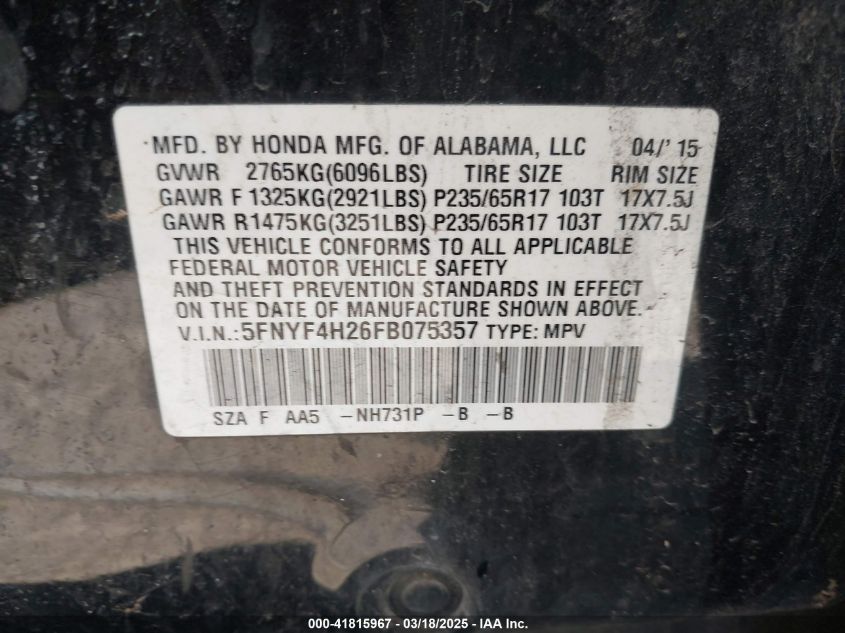 MFD. BY HONDA MFG. OF ALABAMA, LLC 04/'15
GVWR 2765KG(6096LBS) TIRE SIZE RIM SIZE
GAWR F 1325KG(2921LBS) P235/65R17 103T 17X7.5J
GAWR R 1475KG(3251LBS) P235/65R17 103T 17X7.5J
THIS VEHICLE CONFORMS TO ALL APPLICABLE
FEDERAL MOTOR VEHICLE SAFETY
AND THEFT PREVENTION STANDARDS IN EFFECT
ON THE DATE OF MANUFACTURE SHOWN ABOVE.
V.I.N.:5FNYF4H26FB075357 TYPE: MPV
SZA F AA5 -NH731P -B -B
000-41815967 — 03/18/2025 — IAA Inc.